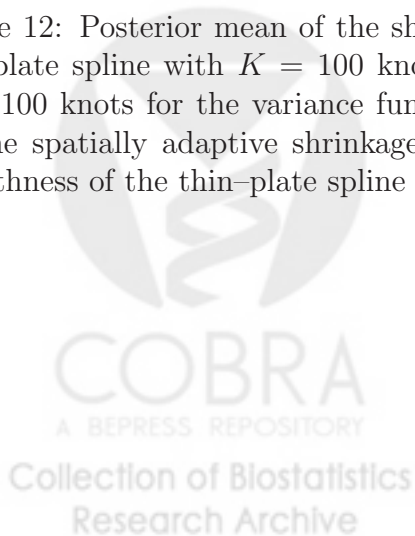 e 12: Posterior mean of the sh
plate spline with K = 100 kno
100 knots for the variance fun
ne spatially adaptive shrinkage
thness of the thin–plate spline
COBRA
A BEPRESS REPOSITORY
Collection of Biostatistics
Research Archive